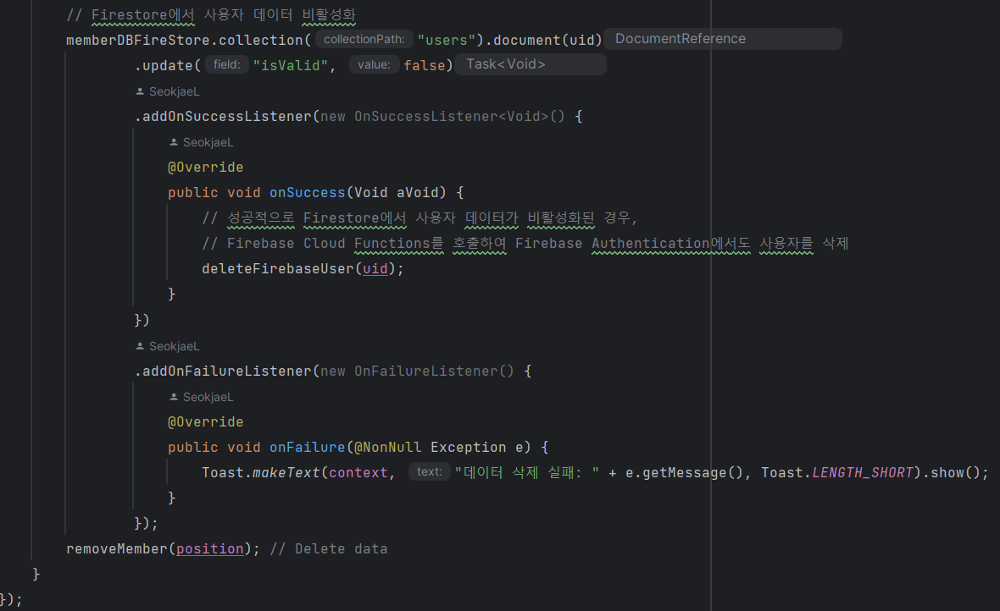 // Firestore에서 사용자 데이터 비활성화
memberDBFireStore.collection( collectionPath: "users").document(uid) DocumentReference
.update( field: "isValid", value: false) Task<Void>
SeokjaeL
.addOnSuccessListener(new OnSuccessListener<Void>() {
SeokjaeL
@Override
public void onSuccess(Void aVoid) {
// 성공적으로 Firestore에서 사용자 데이터가 비활성화된 경우,
// Firebase Cloud Functions를 호출하여 Firebase Authentication에서도 사용자를 삭제
deleteFirebaseUser(uid);
}
})
SeokjaeL
.addOnFailureListener(new OnFailureListener() {
SeokjaeL
@Override
public void onFailure(@NonNull Exception e) {
Toast.makeText(context, text: "데이터 삭제 실패: " + e.getMessage(), Toast.LENGTH_SHORT).show();
}
});
removeMember(position); // Delete data
}
});